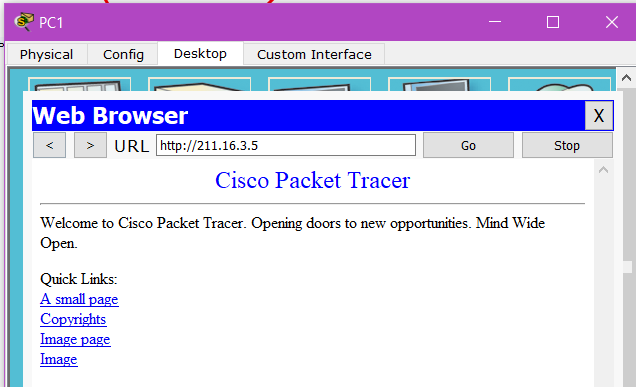 PC1
Physical Config Desktop Custom Interface
Web Browser X
< > URL http://211.16.3.5 Go Stop
Cisco Packet Tracer
Welcome to Cisco Packet Tracer. Opening doors to new opportunities. Mind Wide
Open.
Quick Links:
A small page
Copyrights
Image page
Image